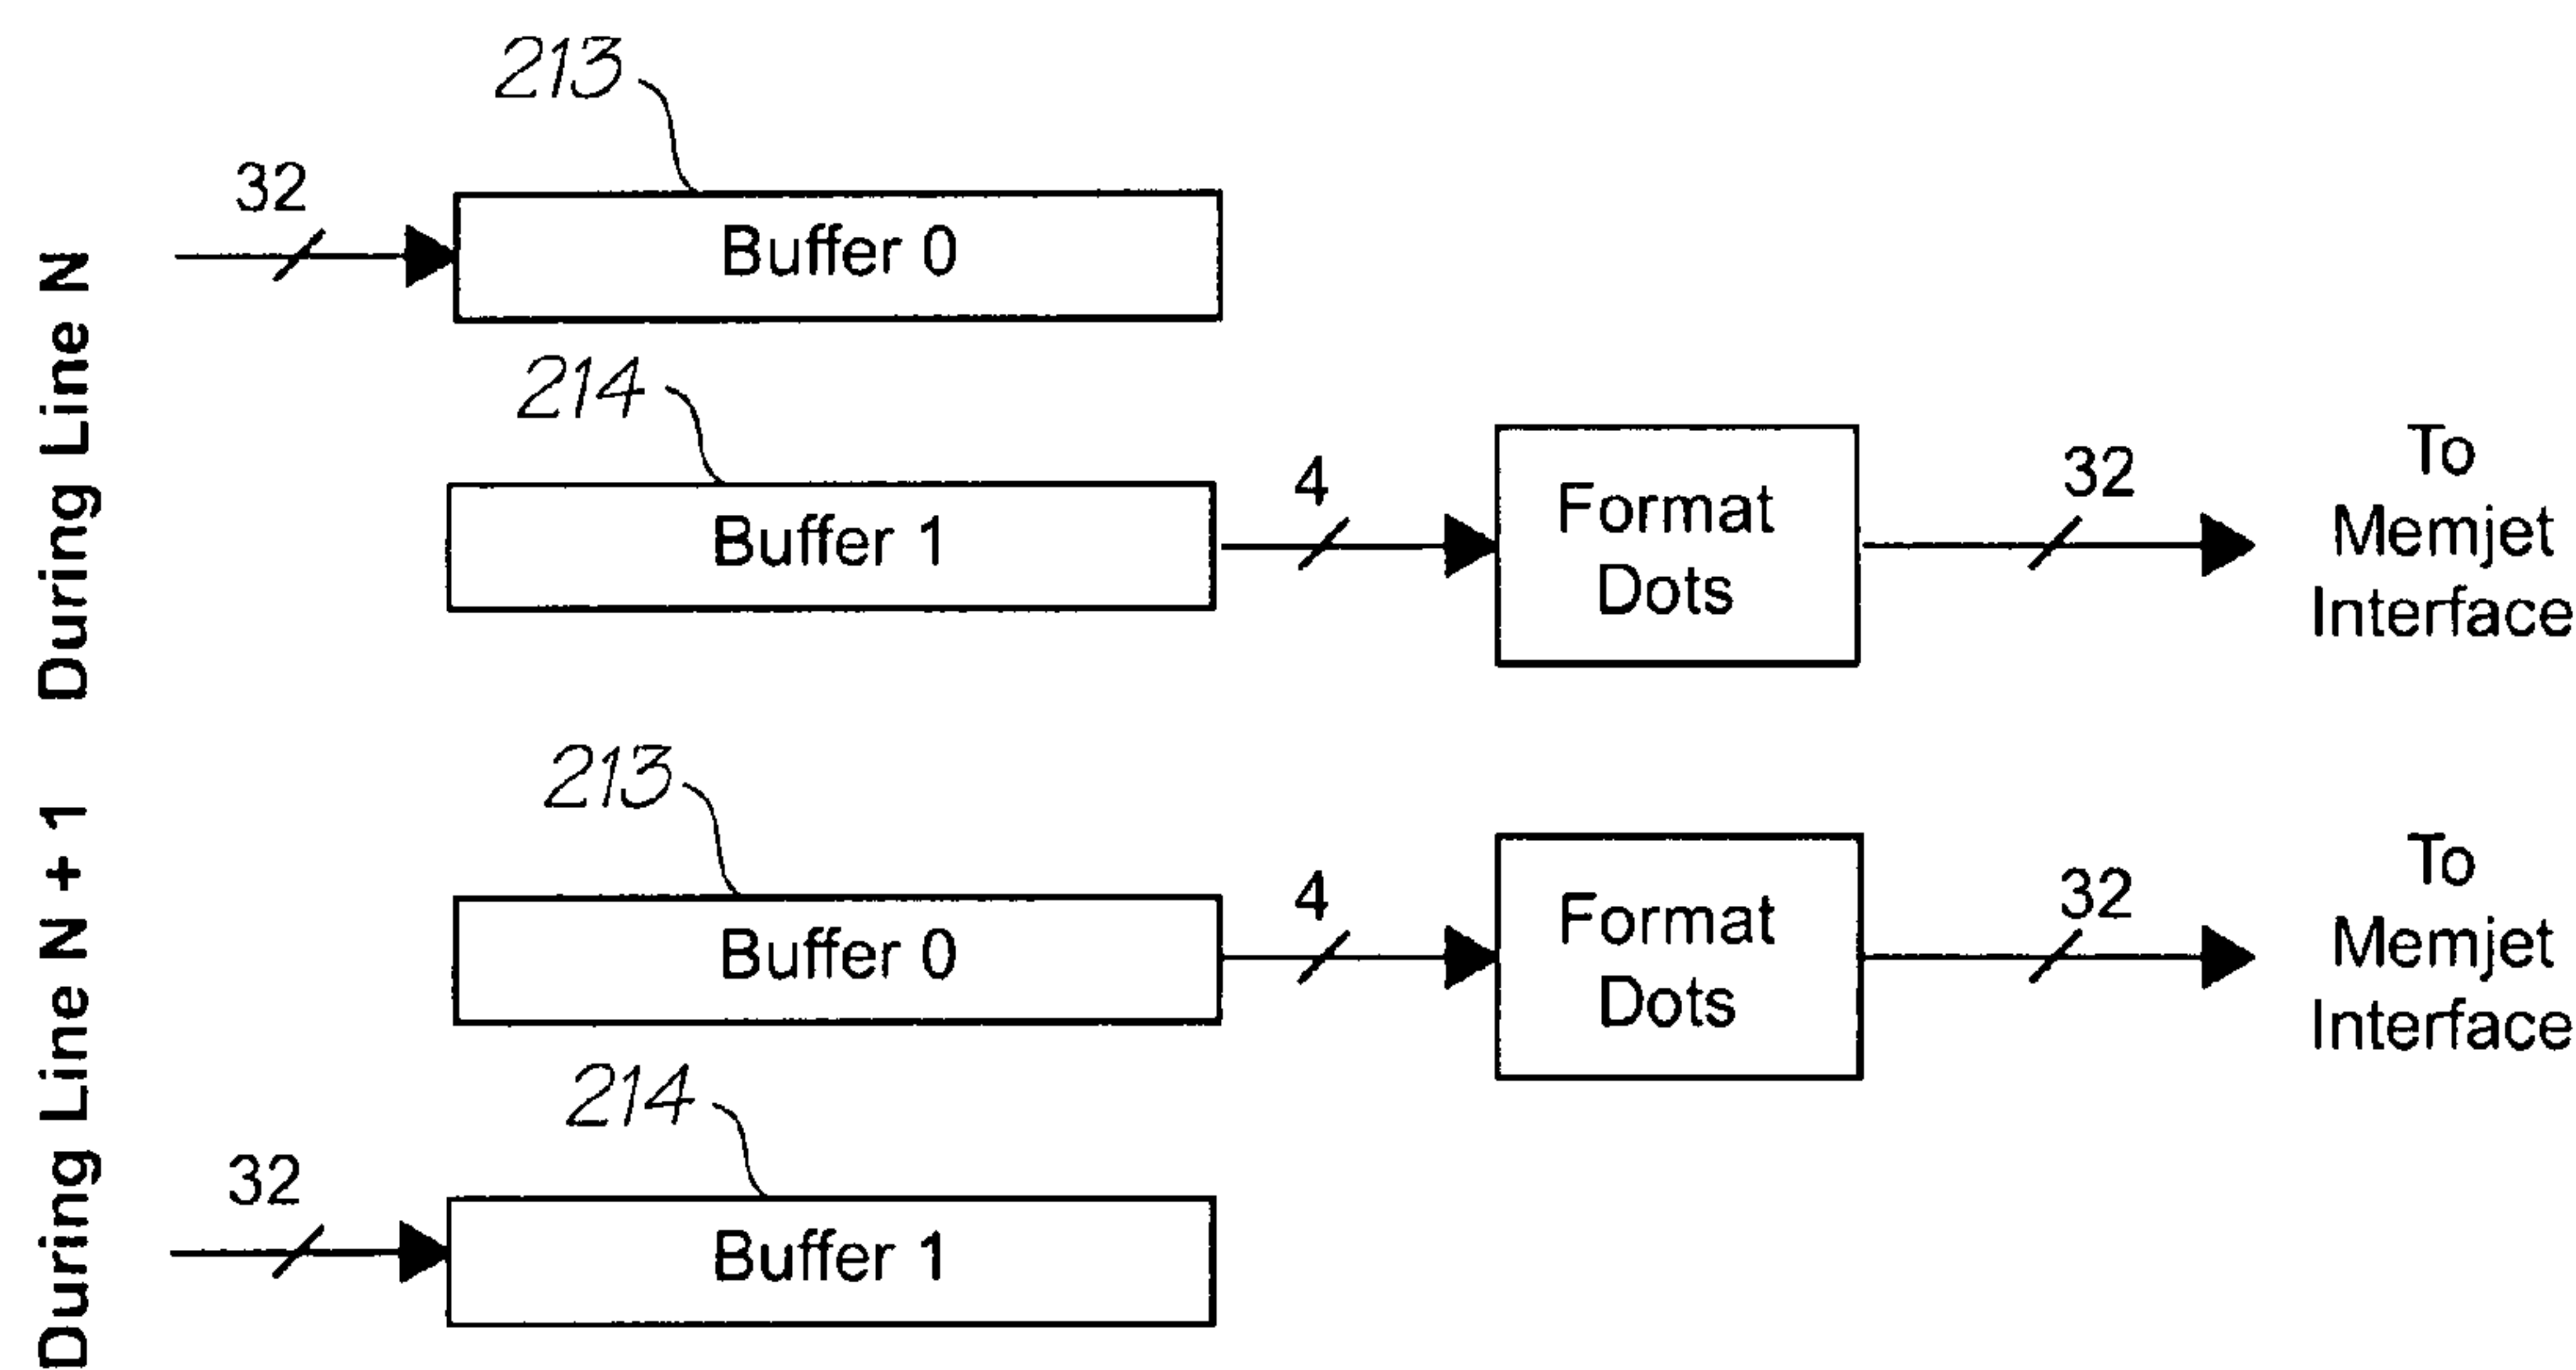 During Line N
213
32
Buffer 0
214
Buffer 1
4
Format
Dots
32
To
Memjet
Interface
During Line N + 1
213
Buffer 0
4
Format
Dots
32
To
Memjet
Interface
214
32
Buffer 1